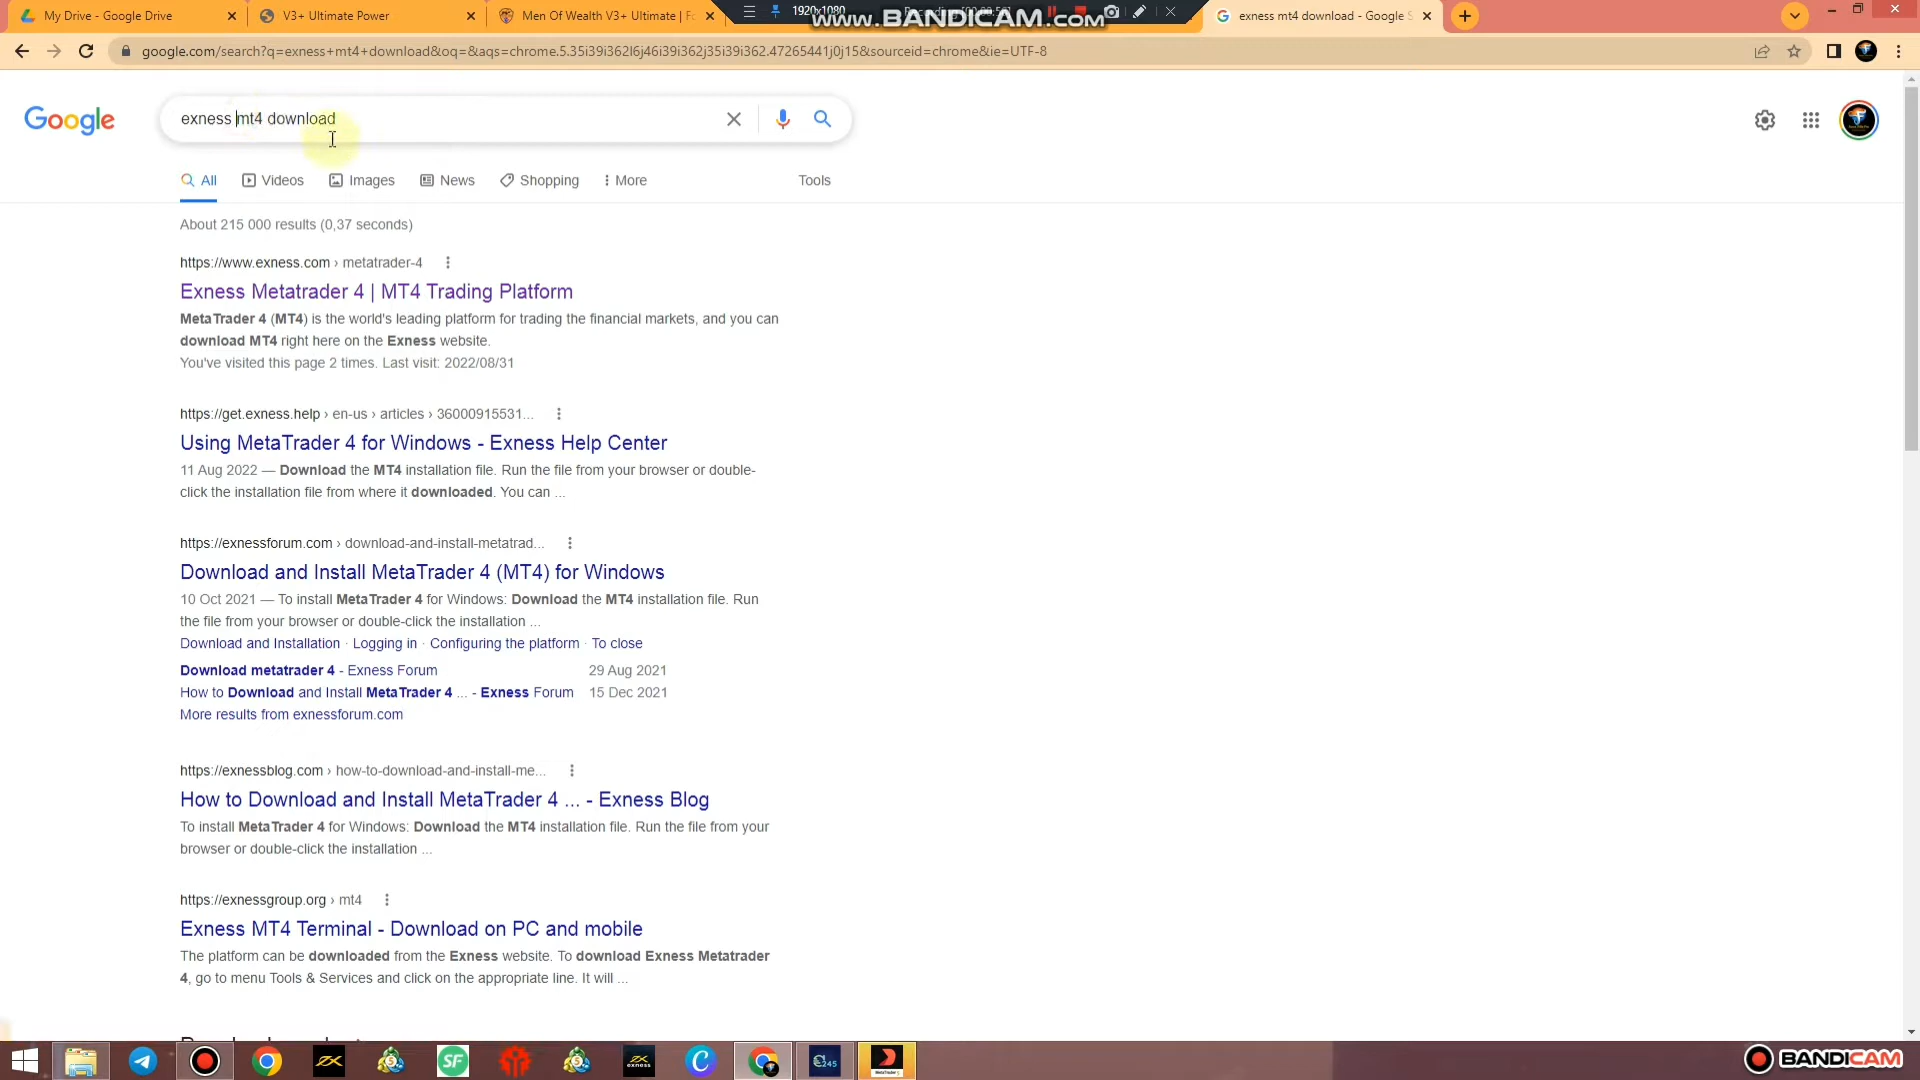 My Drive - Google Drive
V3+ Ultimate Power
Men Of Wealth V3+ Ultimate | Fo
1920x1080
www.BANDICAM.com
exness mt4 download - Google S
google.com/search?q=exness+mt4+download&oq=&aqs=chrome.5.35i39i362l6j46i39i362j35i39i362.47265441j0j15&sourceid=chrome&ie=UTF-8
Google
exness mt4 download
All
Videos
Images
News
Shopping
More
Tools
About 215 000 results (0,37 seconds)
https://www.exness.com › metatrader-4
Exness Metatrader 4 | MT4 Trading Platform
MetaTrader 4 (MT4) is the world's leading platform for trading the financial markets, and you can
download MT4 right here on the Exness website.
You've visited this page 2 times. Last visit: 2022/08/31
https://get.exness.help › en-us › articles › 36000915531...
Using MetaTrader 4 for Windows - Exness Help Center
11 Aug 2022 — Download the MT4 installation file. Run the file from your browser or double-
click the installation file from where it downloaded. You can ...
https://exnessforum.com › download-and-install-metatrad...
Download and Install MetaTrader 4 (MT4) for Windows
10 Oct 2021 — To install MetaTrader 4 for Windows: Download the MT4 installation file. Run
the file from your browser or double-click the installation ...
Download and Installation · Logging in · Configuring the platform · To close
Download metatrader 4 - Exness Forum 29 Aug 2021
How to Download and Install MetaTrader 4 ... - Exness Forum 15 Dec 2021
More results from exnessforum.com
https://exnessblog.com › how-to-download-and-install-me...
How to Download and Install MetaTrader 4 ... - Exness Blog
To install MetaTrader 4 for Windows: Download the MT4 installation file. Run the file from your
browser or double-click the installation ...
https://exnessgroup.org › mt4
Exness MT4 Terminal - Download on PC and mobile
The platform can be downloaded from the Exness website. To download Exness Metatrader
4, go to menu Tools & Services and click on the appropriate line. It will ...
SF
exness
C245
BANDICAM